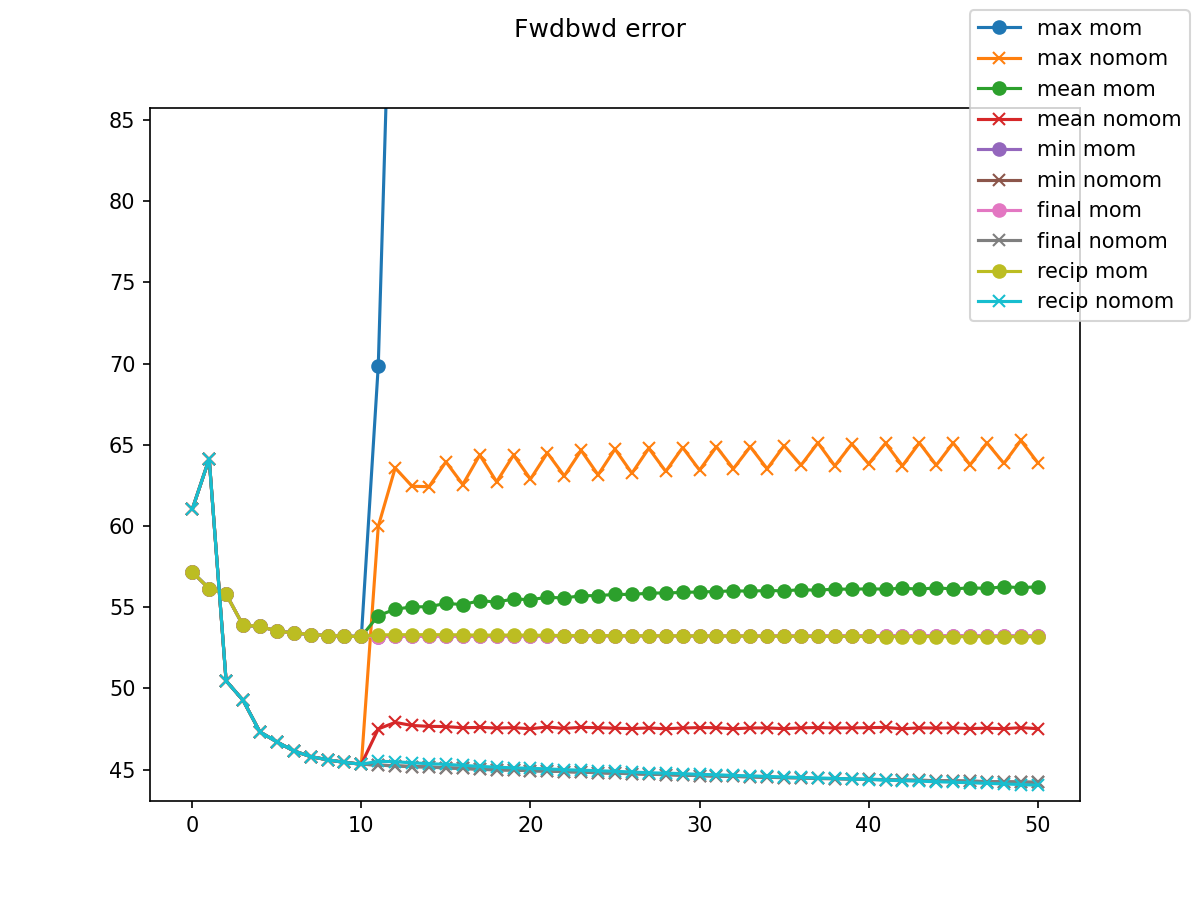 Fwdbwd error
max mom
max nomom
mean mom
mean nomom
min mom
min nomom
final mom
final nomom
recip mom
recip nomom
85
80
75
70
65
60
55
50
45
0
10
20
30
40
50